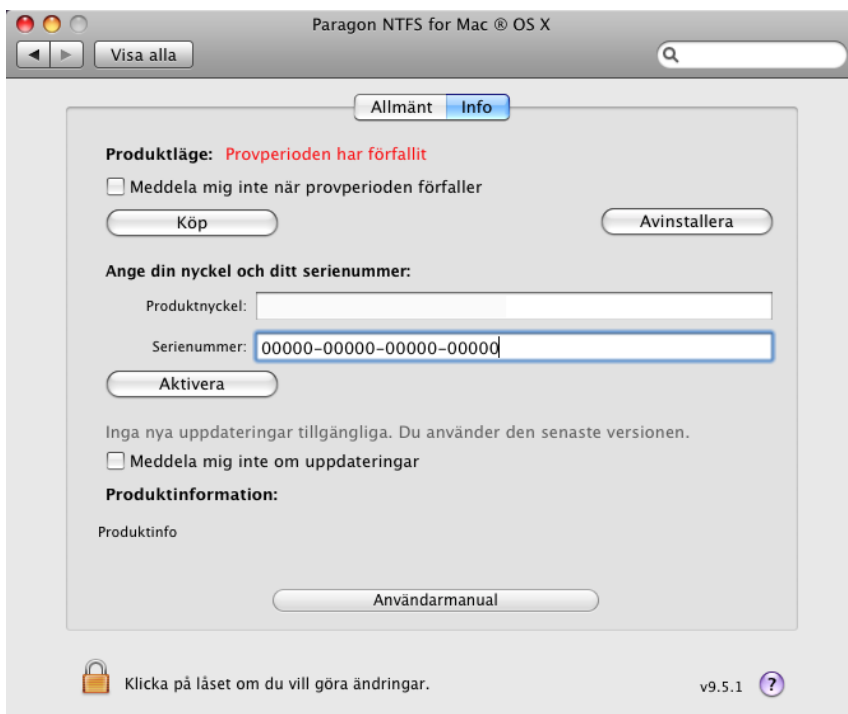 Paragon NTFS for Mac ® OS X
Visa alla
Allmänt Info
Produktläge: Provperioden har förfallit
Meddela mig inte när provperioden förfaller
Köp Avinstallera
Ange din nyckel och ditt serienummer:
Produktnyckel:
Serienummer: 00000-00000-00000-00000
Aktivera
Inga nya uppdateringar tillgängliga. Du använder den senaste versionen.
Meddela mig inte om uppdateringar
Produktinformation:
Produktinfo
Användarmanual
Klicka på låset om du vill göra ändringar. v9.5.1 ?